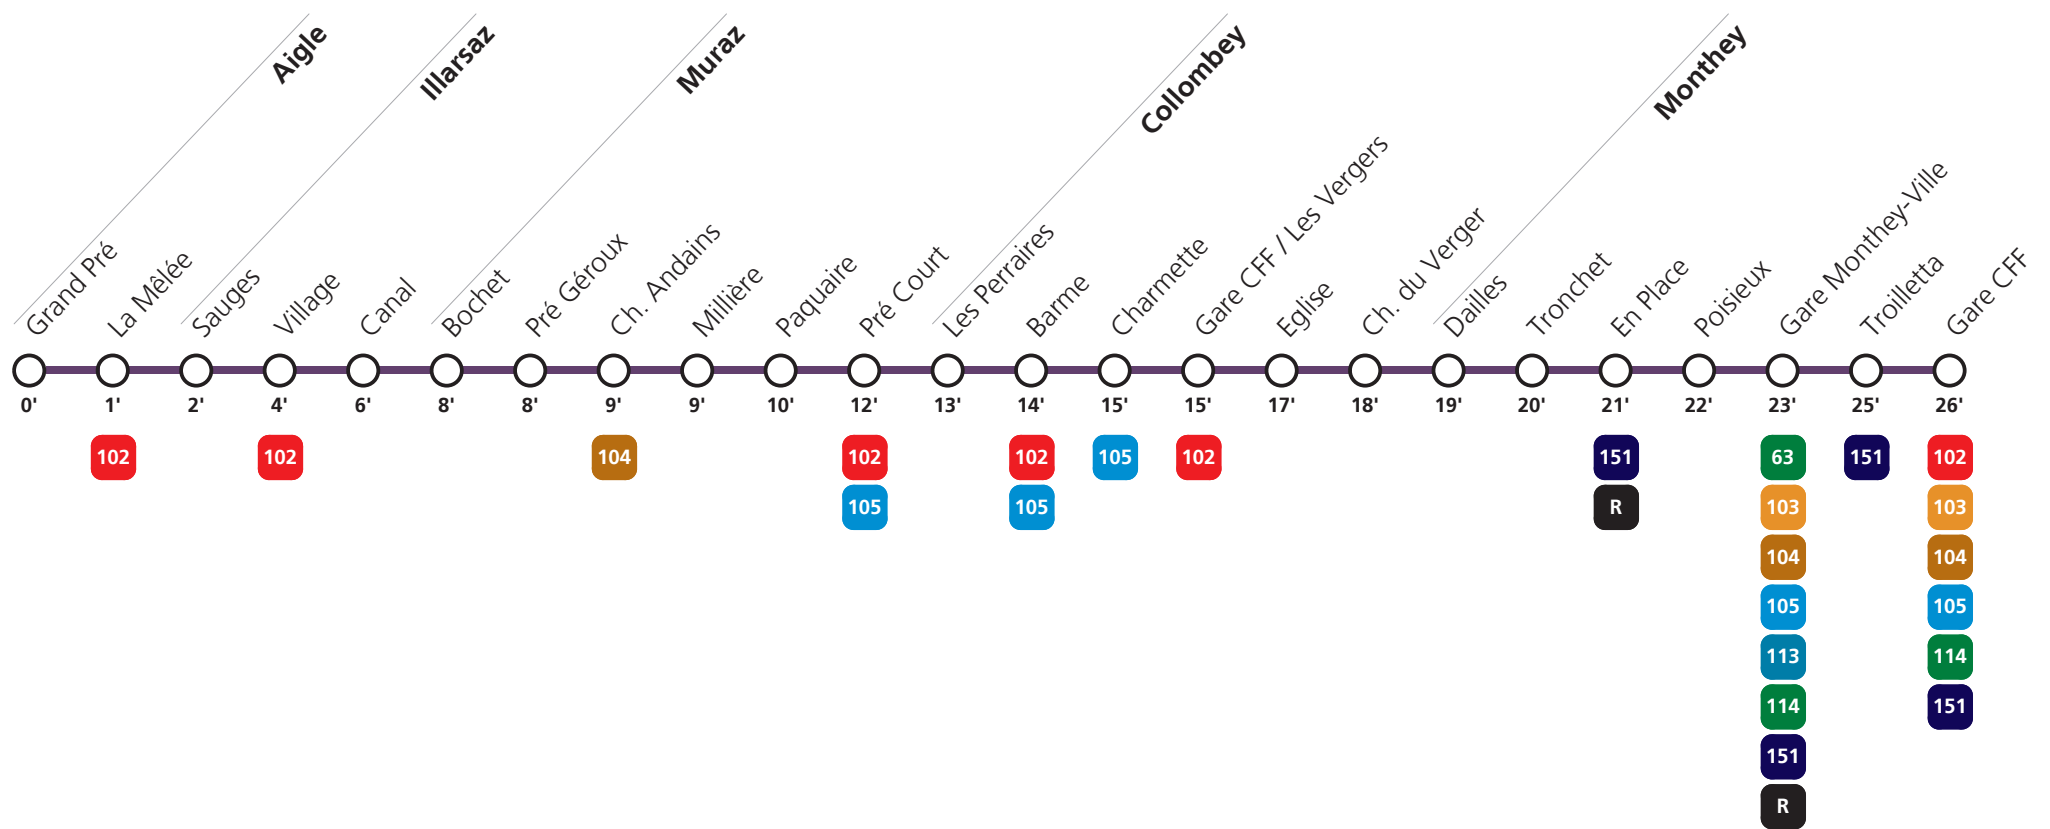 Aigle
Illarsaz
Muraz
Collombey
Monthey
Grand Pré
La Mêlée
Sauges
Village
Canal
Bochet
Pré Géroux
Ch. Andains
Millière
Paquaire
Pré Court
Les Perraires
Barme
Charmette
Gare CFF / Les Vergers
Eglise
Ch. du Verger
Dailles
Tronchet
En Place
Poisieux
Gare Monthey-Ville
Troilletta
Gare CFF
0' 1' 2' 4' 6' 8' 8' 9' 9' 10' 12' 13' 14' 15' 15' 17' 18' 19' 20' 21' 22' 23' 25' 26'
102 102 104 102 102 105 102 151 63 151 102
105 105 R 103 103
104 104
105 105
113 114
114 151
151
R